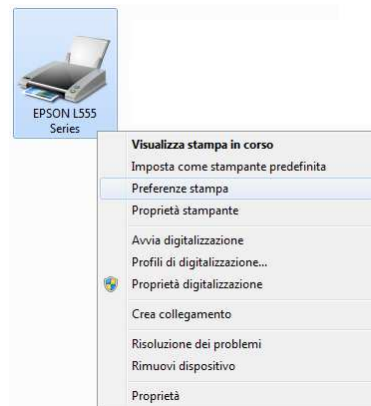 EPSON L555
Series
Visualizza stampa in corso
Imposta come stampante predefinita
Preferenze stampa
Proprietà stampante
Avvia digitalizzazione
Profili di digitalizzazione...
Proprietà digitalizzazione
Crea collegamento
Risoluzione dei problemi
Rimuovi dispositivo
Proprietà